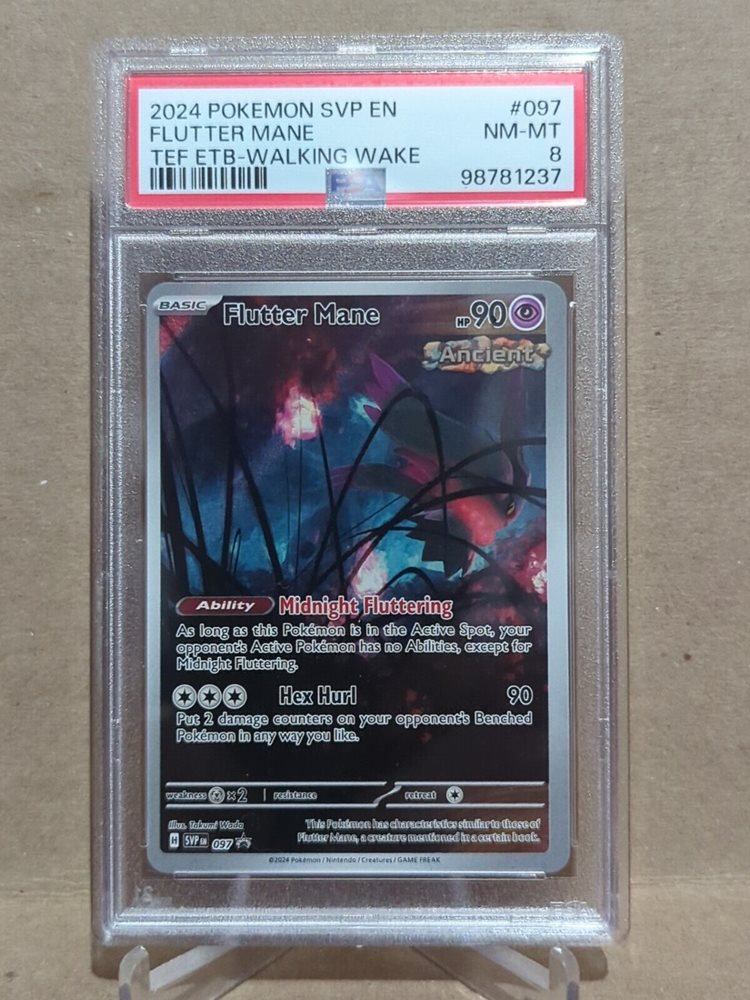 2024 POKEMON SVP EN #097
FLUTTER MANE NM-MT
TEF ETB-WALKING WAKE 8
98781237
PSA
BASIC Flutter Mane HP 90
Ancient
Ability Midnight Fluttering
As long as this Pokémon is in the Active Spot, your
opponent's Active Pokémon has no Abilities, except for
Midnight Fluttering.
Hex Hurl 90
Put 2 damage counters on your opponent's Benched
Pokémon in any way you like.
weakness ×2 resistance retreat
Illus. Takumi Wada
This Pokémon has characteristics similar to those of
Flutter Mane, a creature mentioned in a certain book.
H SVP EN 097
©2024 Pokémon / Nintendo / Creatures / GAME FREAK